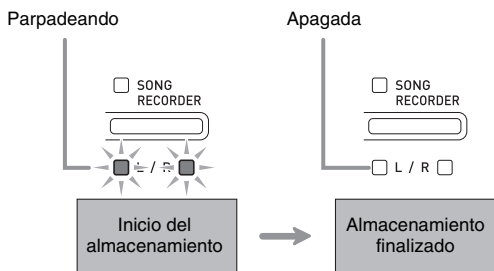 Parpadeando
Apagada
SONG
RECORDER
L / R
Inicio del
almacenamiento
SONG
RECORDER
L / R
Almacenamiento
finalizado